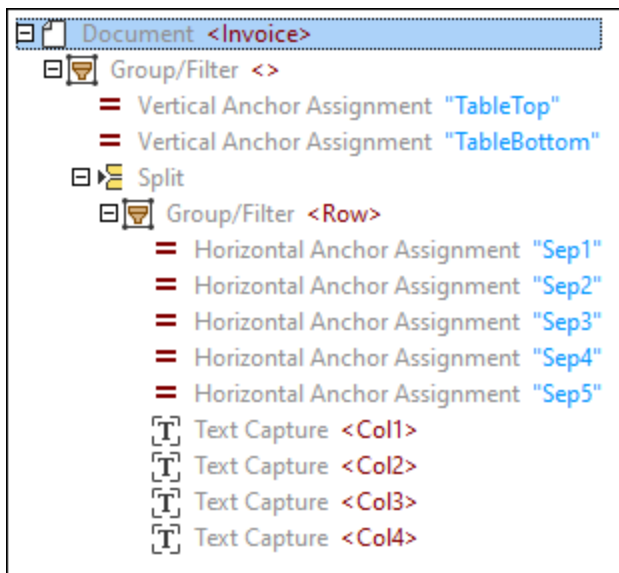 Document <Invoice>
Group/Filter <>
Vertical Anchor Assignment "TableTop"
Vertical Anchor Assignment "TableBottom"
Split
Group/Filter <Row>
Horizontal Anchor Assignment "Sep1"
Horizontal Anchor Assignment "Sep2"
Horizontal Anchor Assignment "Sep3"
Horizontal Anchor Assignment "Sep4"
Horizontal Anchor Assignment "Sep5"
Text Capture <Col1>
Text Capture <Col2>
Text Capture <Col3>
Text Capture <Col4>